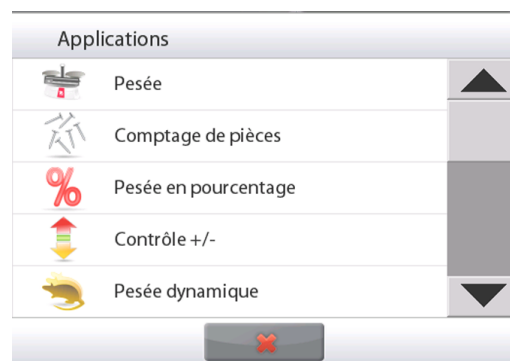 Applications
Pesée
Comptage de pièces
Pesée en pourcentage
Contrôle +/-
Pesée dynamique